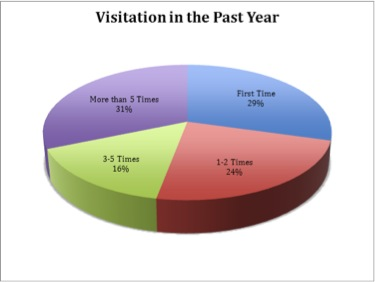 Visitation in the Past Year
First Time
29%
1-2 Times
24%
3-5 Times
16%
More than 5 Times
31%